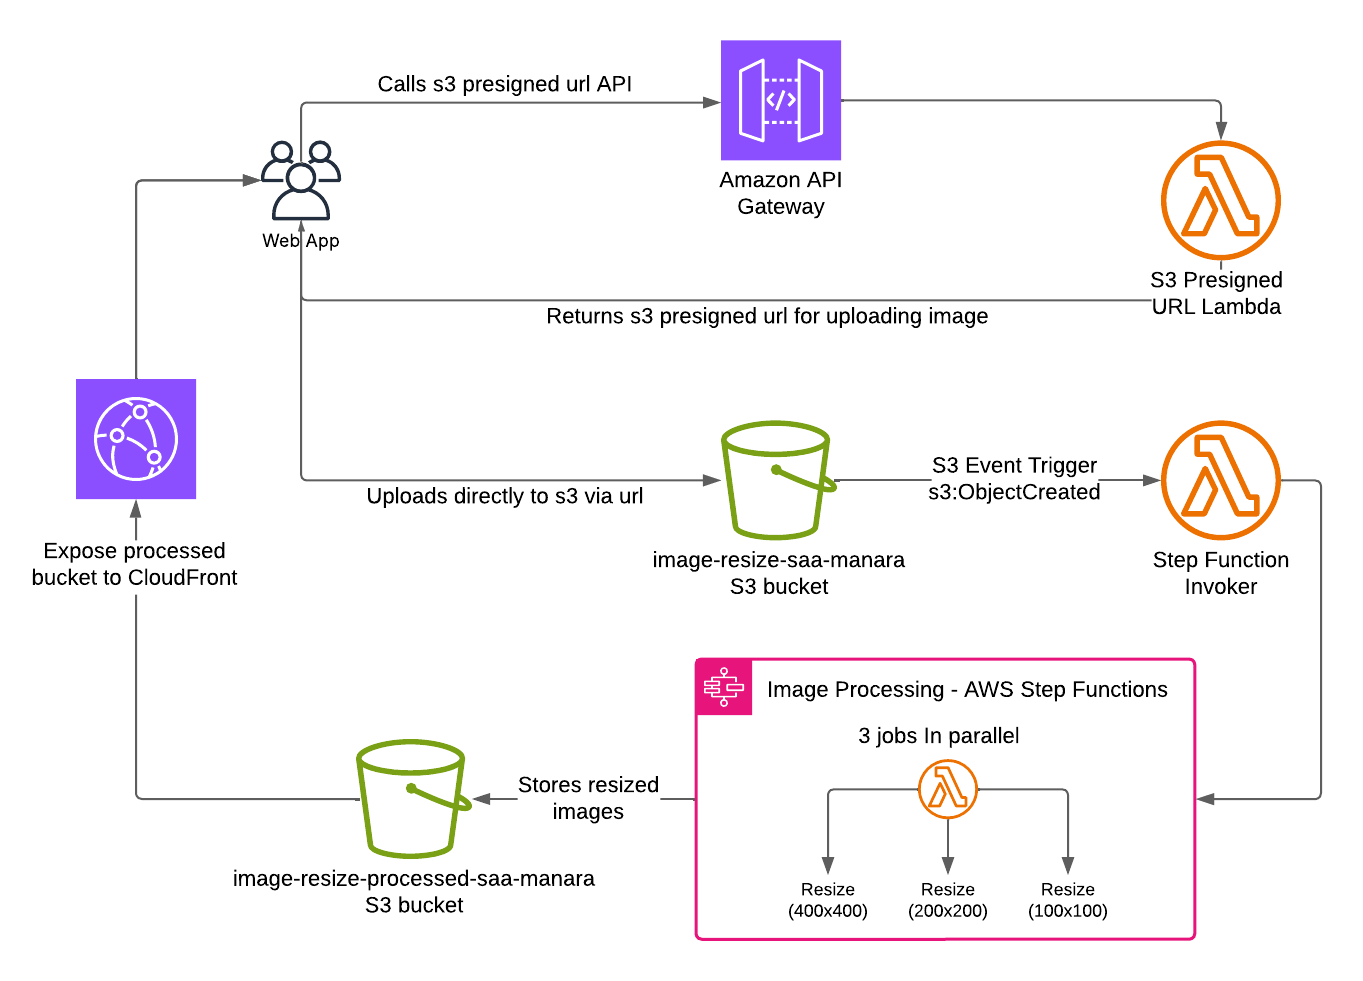 Calls s3 presigned url API
Amazon API
Gateway
Web App
S3 Presigned
URL Lambda
Returns s3 presigned url for uploading image
S3 Event Trigger
s3:ObjectCreated
Uploads directly to s3 via url
Expose processed
bucket to CloudFront
image-resize-saa-manara
S3 bucket
Step Function
Invoker
Image Processing - AWS Step Functions
3 jobs In parallel
Stores resized
images
Resize
(400x400)
Resize
(200x200)
Resize
(100x100)
image-resize-processed-saa-manara
S3 bucket